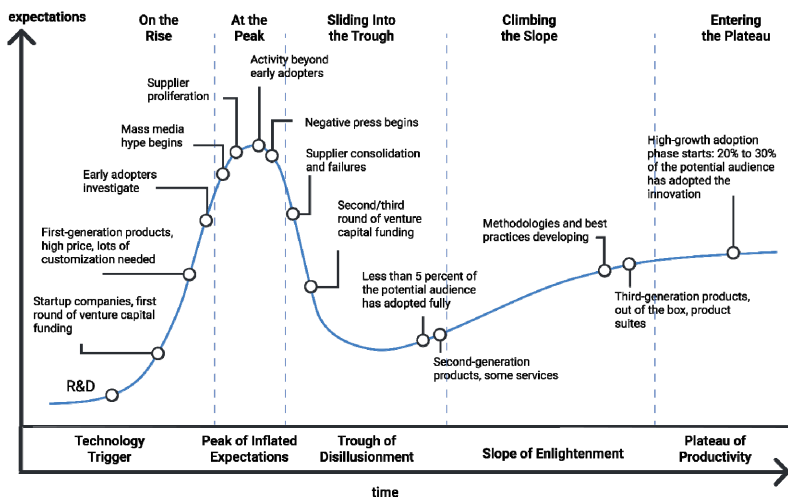 expectations
On the
Rise
At the
Peak
Sliding Into
the Trough
Climbing
the Slope
Entering
the Plateau
Activity beyond
early adopters
Supplier
proliferation
Negative press begins
Mass media
hype begins
High-growth adoption
phase starts: 20% to 30%
of the potential audience
has adopted the
innovation
Supplier consolidation
and failures
Early adopters
investigate
Second/third
round of venture
capital funding
Methodologies and best
practices developing
First-generation products,
high price, lots of
customization needed
Less than 5 percent of
the potential audience
has adopted fully
Startup companies, first
round of venture capital
funding
Third-generation products,
out of the box, product
suites
Second-generation
products, some services
R&D
Technology
Trigger
Peak of Inflated
Expectations
Trough of
Disillusionment
Slope of Enlightenment
Plateau of
Productivity
time